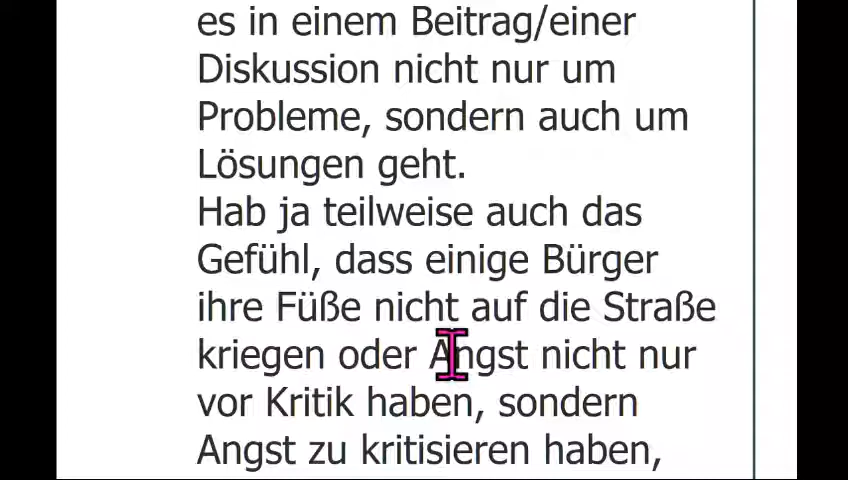 es in einem Beitrag/einer
Diskussion nicht nur um
Probleme, sondern auch um
Lösungen geht.
Hab ja teilweise auch das
Gefühl, dass einige Bürger
ihre Füße nicht auf die Straße
kriegen oder Angst nicht nur
vor Kritik haben, sondern
Angst zu kritisieren haben,